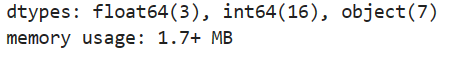 dtypes: float64(3), int64(16), object(7)
memory usage: 1.7+ MB